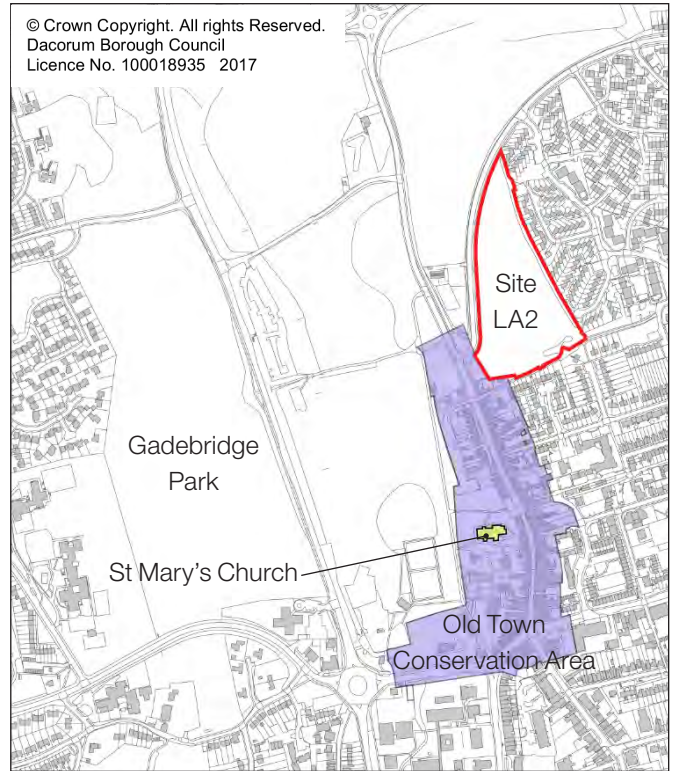 © Crown Copyright. All rights Reserved.
Dacorum Borough Council
Licence No. 100018935 2017
Site
LA2
Gadebridge
Park
St Mary's Church
Old Town
Conservation Area